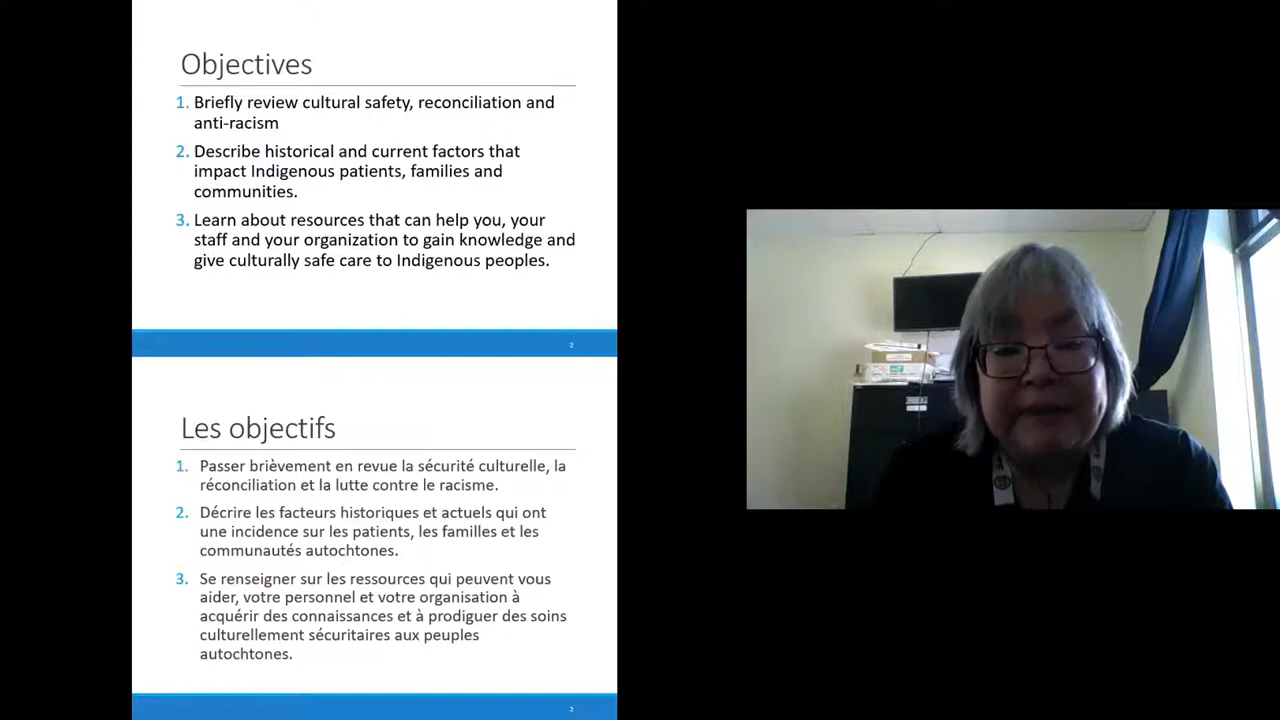 Objectives
1. Briefly review cultural safety, reconciliation and
anti-racism
2. Describe historical and current factors that
impact Indigenous patients, families and
communities.
3. Learn about resources that can help you, your
staff and your organization to gain knowledge and
give culturally safe care to Indigenous peoples.
2
Les objectifs
1. Passer brièvement en revue la sécurité culturelle, la
réconciliation et la lutte contre le racisme.
2. Décrire les facteurs historiques et actuels qui ont
une incidence sur les patients, les familles et les
communautés autochtones.
3. Se renseigner sur les ressources qui peuvent vous
aider, votre personnel et votre organisation à
acquérir des connaissances et à prodiguer des soins
culturellement sécuritaires aux peuples
autochtones.
2